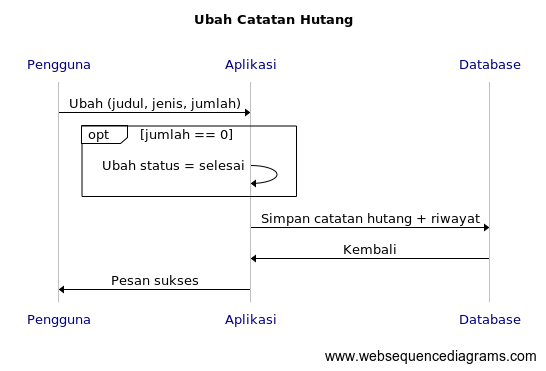 Ubah Catatan Hutang
Pengguna Aplikasi Database
Ubah (judul, jenis, jumlah)
opt [jumlah == 0]
Ubah status = selesai
Simpan catatan hutang + riwayat
Kembali
Pesan sukses
Pengguna Aplikasi Database
www.websequencediagrams.com